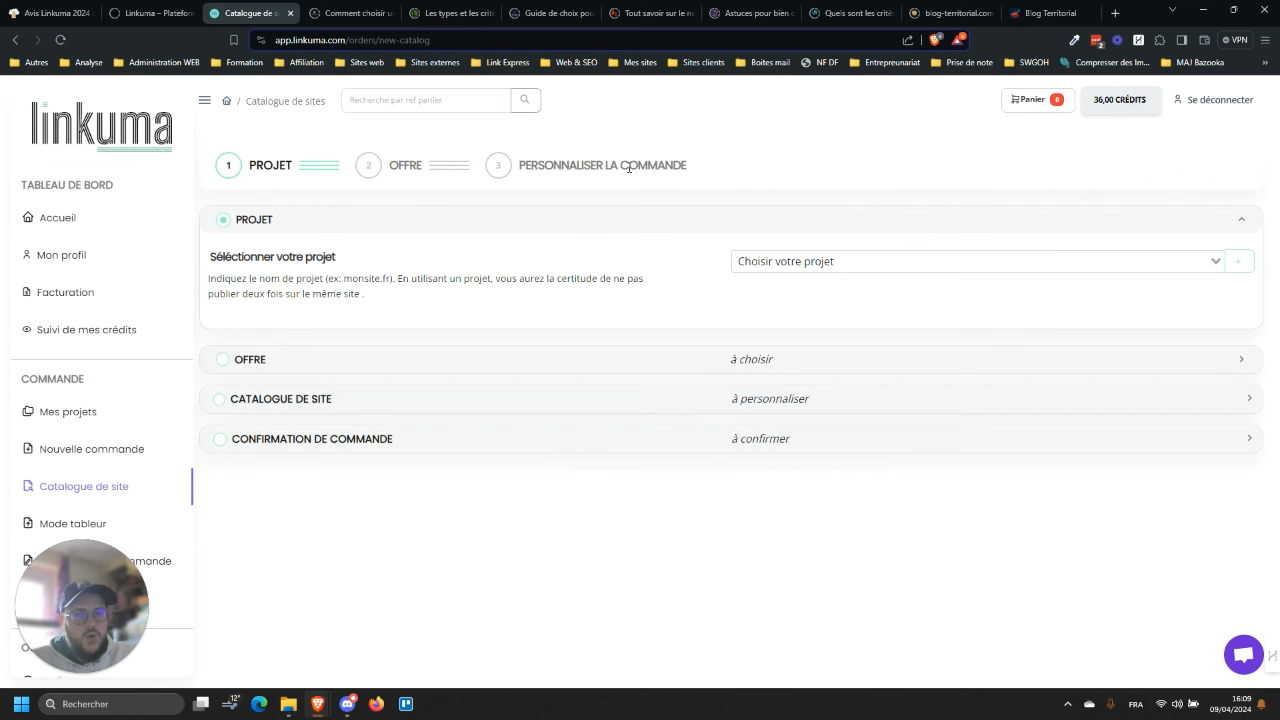 Avis Linkuma 2024
Linkuma – Platefor
Catalogue de s
Comment choisir u
Les types et les crité
Guide de choix pou
Tout savoir sur le ne
Astuces pour bien c
Quels sont les critèr
blog-territorial.com
Blog Territorial
app.linkuma.com/orders/new-catalog
VPN
Autres
Analyse
Administration WEB
Formation
Affiliation
Sites web
Sites externes
Link Express
Web & SEO
Mes sites
Sites clients
Boites mail
NF DF
Entrepreunariat
Prise de note
SWGOH
Compresser des Im...
MAJ Bazooka
linkuma
/ Catalogue de sites
Recherche par ref panier
Panier 0
36,00 CRÉDITS
Se déconnecter
1 PROJET
2 OFFRE
3 PERSONNALISER LA COMMANDE
TABLEAU DE BORD
Accueil
Mon profil
Facturation
Suivi de mes crédits
COMMANDE
Mes projets
Nouvelle commande
Catalogue de site
Mode tableur
mmande
PROJET
Séléctionner votre projet
Choisir votre projet
+
Indiquez le nom de projet (ex: monsite.fr). En utilisant un projet, vous aurez la certitude de ne pas
publier deux fois sur le même site .
OFFRE
à choisir
CATALOGUE DE SITE
à personnaliser
CONFIRMATION DE COMMANDE
à confirmer
Rechercher
12°
FRA
16:09
09/04/2024